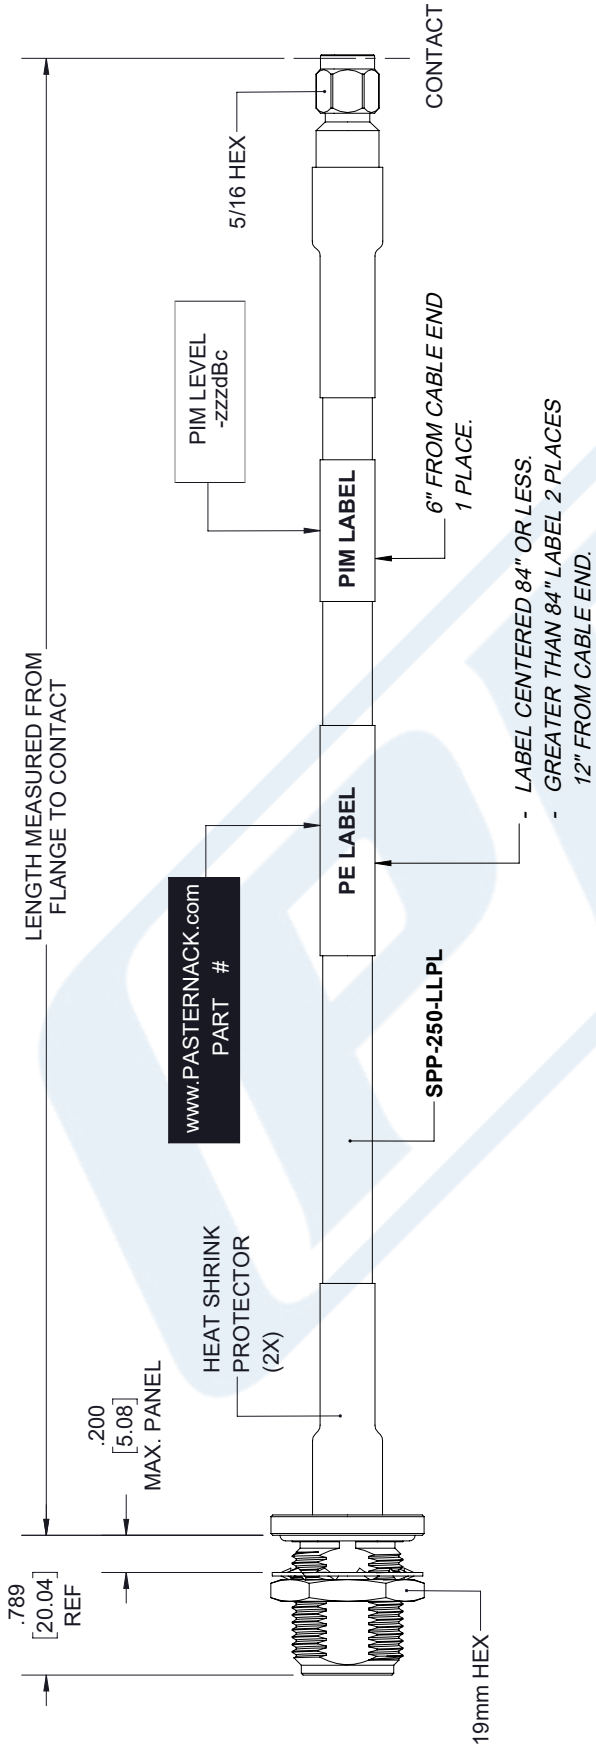 LENGTH MEASURED FROM
FLANGE TO CONTACT
.789
[20.04]
REF
.200
[5.08]
MAX. PANEL
HEAT SHRINK
PROTECTOR
(2X)
www.PASTERNACK.com
PART #
PIM LEVEL
-zzzdBc
5/16 HEX
PE LABEL
PIM LABEL
19mm HEX
SPP-250-LLPL
- LABEL CENTERED 84" OR LESS.
- GREATER THAN 84" LABEL 2 PLACES
12" FROM CABLE END.
6" FROM CABLE END
1 PLACE.
CONTACT